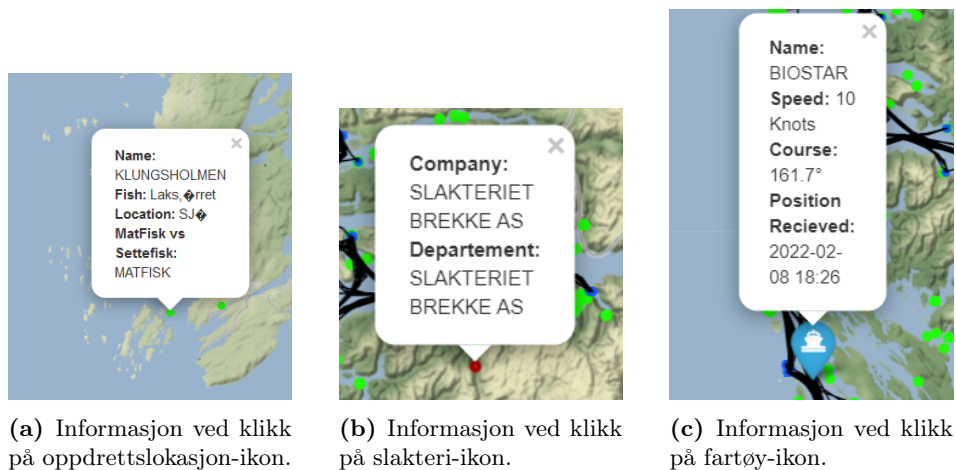 ×
Name:
KLUNGSHOLMEN
Fish: Laks,�rret
Location: SJ�
MatFisk vs
Settefisk:
MATFISK
(a) Informasjon ved klikk
på oppdrettslokasjon-ikon.
×
Company:
SLAKTERIET
BREKKE AS
Departement:
SLAKTERIET
BREKKE AS
(b) Informasjon ved klikk
på slakteri-ikon.
×
Name:
BIOSTAR
Speed: 10
Knots
Course:
161.7°
Position
Recieved:
2022-02-
08 18:26
(c) Informasjon ved klikk
på fartøy-ikon.